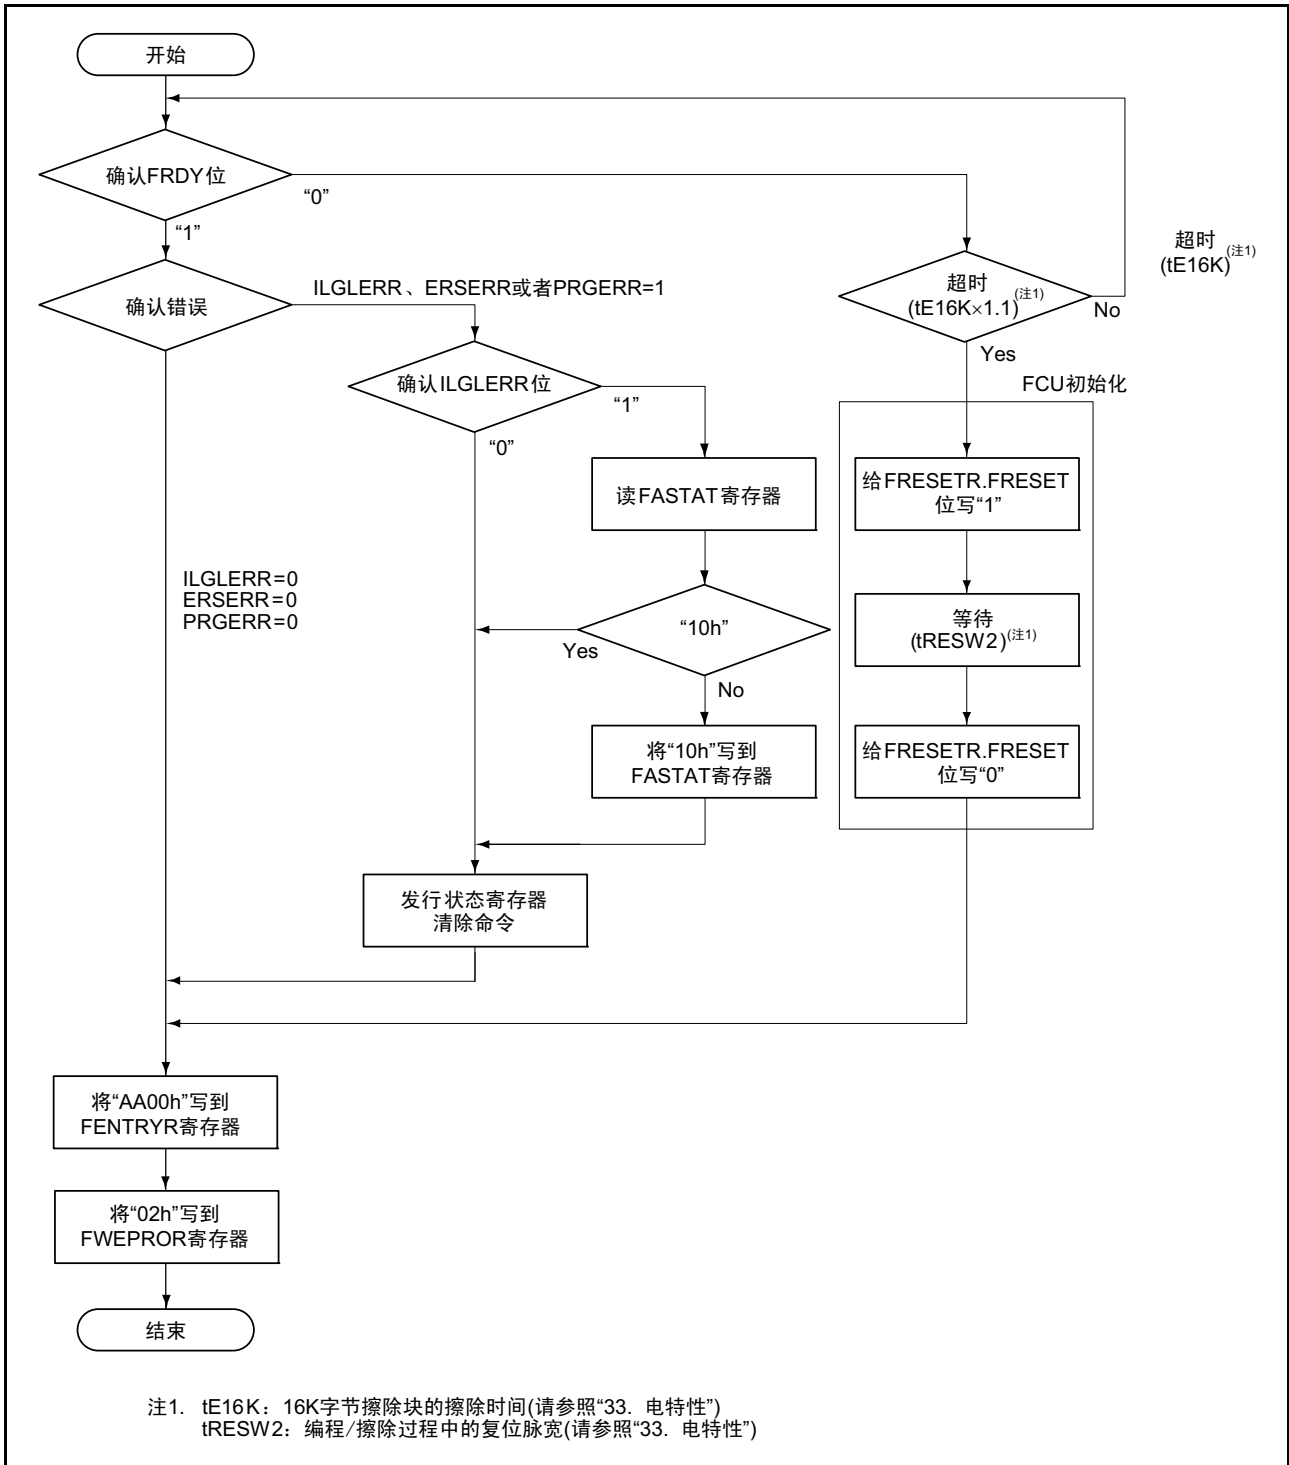 开始
确认FRDY位
“0”
“1”
超时
(tE16K)(注1)
确认错误
ILGLERR、ERSERR或者PRGERR=1
超时
(tE16K×1.1)(注1)
No
Yes
确认ILGLERR位
“1”
“0”
FCU初始化
读FASTAT寄存器
给FRESETR.FRESET
位写“1”
ILGLERR=0
ERSERR=0
PRGERR=0
“10h”
Yes
No
等待
(tRESW2)(注1)
将“10h”写到
FASTAT寄存器
给FRESETR.FRESET
位写“0”
发行状态寄存器
清除命令
将“AA00h”写到
FENTRYR寄存器
将“02h”写到
FWEPROR寄存器
结束
注1. tE16K：16K字节擦除块的擦除时间(请参照“33. 电特性”)
tRESW2：编程/擦除过程中的复位脉宽(请参照“33. 电特性”)